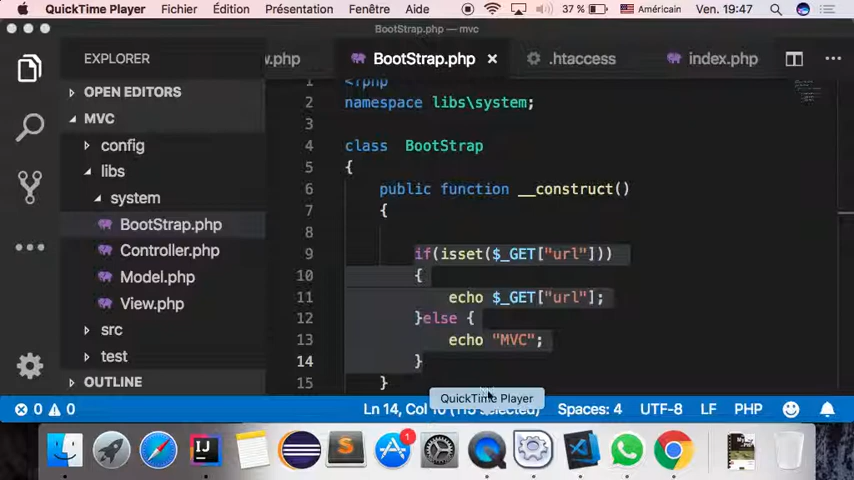 QuickTime Player Fichier Édition Présentation Fenêtre Aide 37 % Américain Ven. 19:47
BootStrap.php — mvc
EXPLORER
w.php BootStrap.php × .htaccess index.php
OPEN EDITORS
MVC
config
libs
system
BootStrap.php
Controller.php
Model.php
View.php
src
test
OUTLINE
1 <?php
2 namespace libs\system;
3
4 class BootStrap
5 {
6 public function __construct()
7 {
8
9 if(isset($_GET["url"]))
10 {
11 echo $_GET["url"];
12 }else {
13 echo "MVC";
14 }
15 }
QuickTime Player
0 0 Ln 14, Col 10 (115 selected) Spaces: 4 UTF-8 LF PHP
1